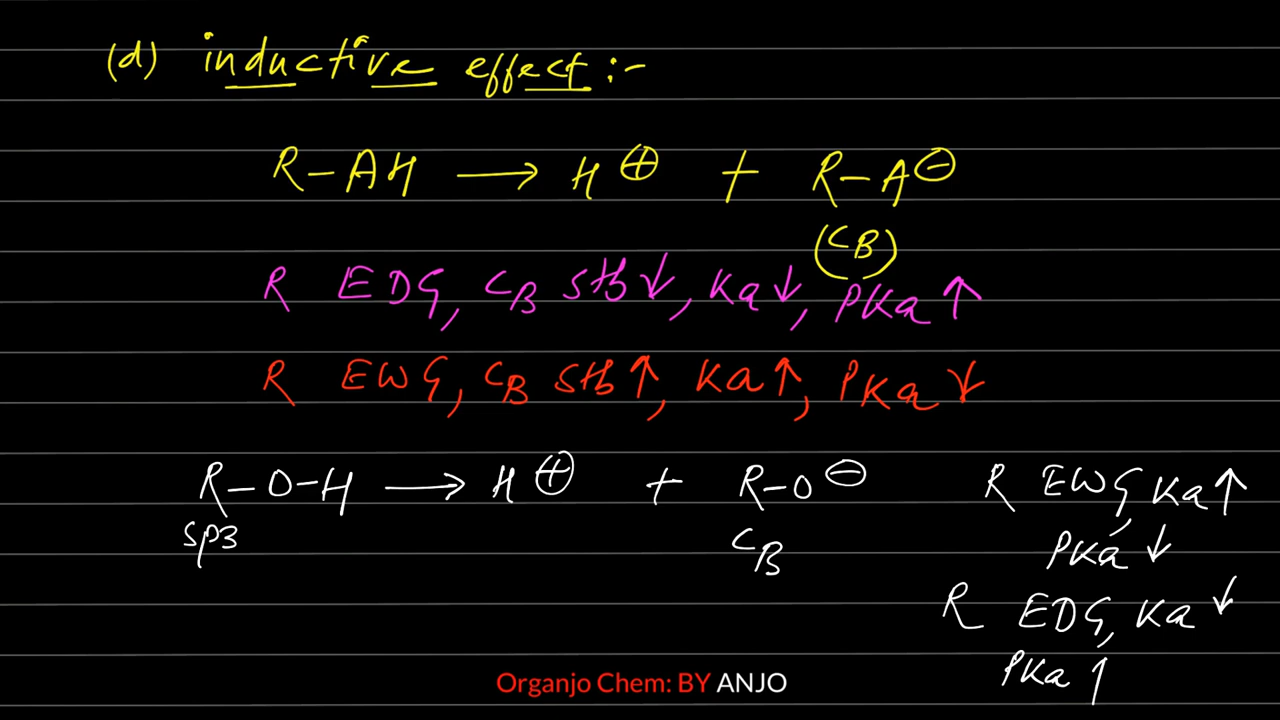 (d) inductive effect :-
R-AH → H⊕ + R-A⊖
(CB)
R EDG, CB Stb↓, Ka↓, PKa↑
R EWG, CB Stb↑, Ka↑, PKa↓
R-O-H → H⊕ + R-O⊖
sp3 CB
R EWG, Ka↑
PKa↓
R EDG, Ka↓
PKa↑
Organjo Chem: BY ANJO